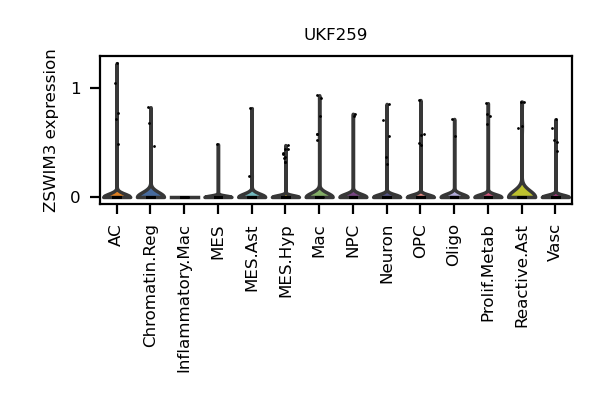 UKF259
ZSWIM3 expression
1
0
AC
Chromatin.Reg
Inflammatory.Mac
MES
MES.Ast
MES.Hyp
Mac
NPC
Neuron
OPC
Oligo
Prolif.Metab
Reactive.Ast
Vasc